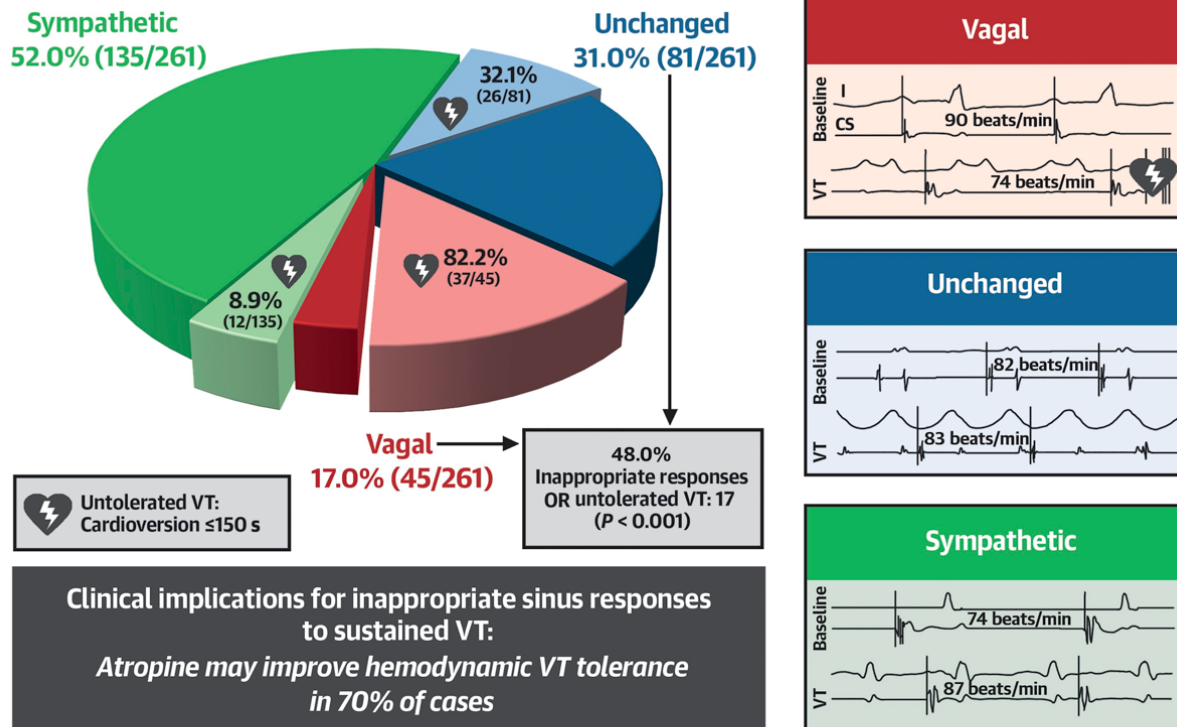 Sympathetic
52.0% (135/261)
Unchanged
31.0% (81/261)
32.1%
(26/81)
82.2%
(37/45)
8.9%
(12/135)
Vagal
17.0% (45/261)
48.0%
Inappropriate responses
OR untolerated VT: 17
(P < 0.001)
Untolerated VT:
Cardioversion ≤150 s
Clinical implications for inappropriate sinus responses
to sustained VT:
Atropine may improve hemodynamic VT tolerance
in 70% of cases
Vagal
Baseline
I
CS
90 beats/min
VT
74 beats/min
Unchanged
Baseline
82 beats/min
VT
83 beats/min
Sympathetic
Baseline
74 beats/min
VT
87 beats/min